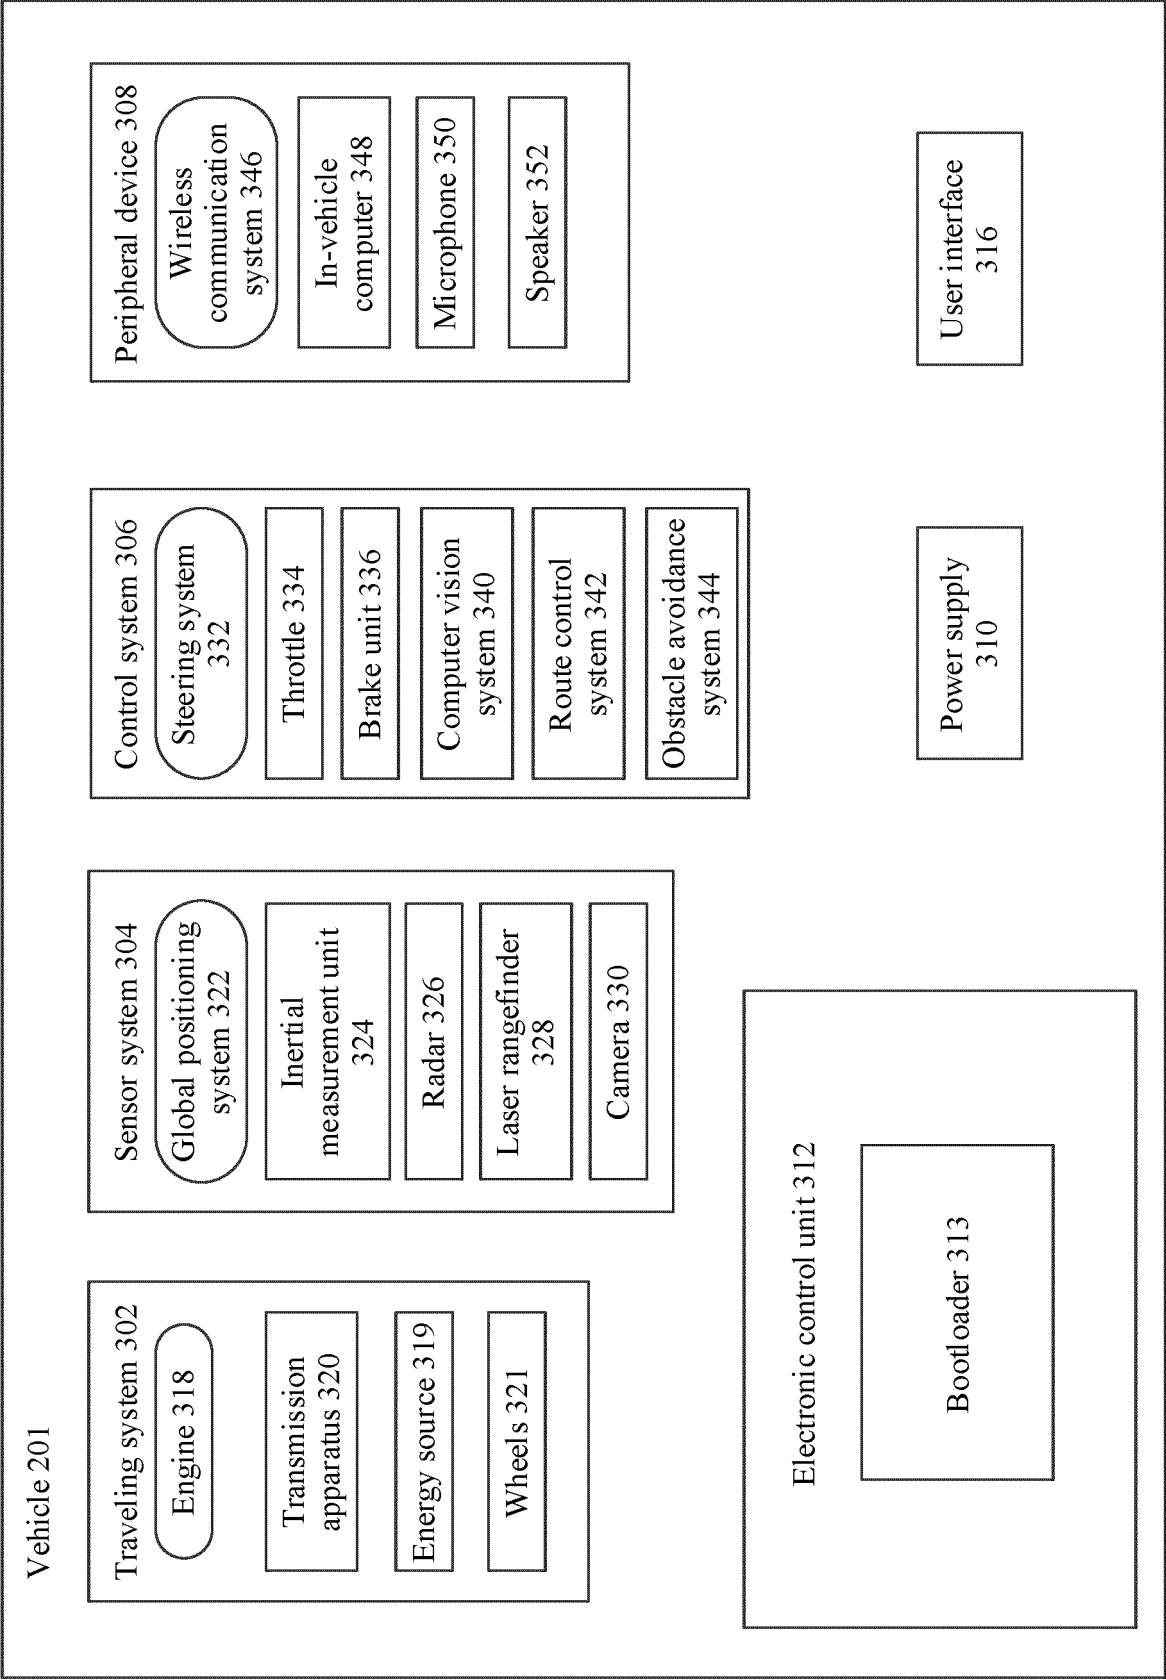 Vehicle 201
Traveling system 302
Engine 318
Transmission
apparatus 320
Energy source 319
Wheels 321
Sensor system 304
Global positioning
system 322
Inertial
measurement unit
324
Radar 326
Laser rangefinder
328
Camera 330
Control system 306
Steering system
332
Throttle 334
Brake unit 336
Computer vision
system 340
Route control
system 342
Obstacle avoidance
system 344
Peripheral device 308
Wireless
communication
system 346
In-vehicle
computer 348
Microphone 350
Speaker 352
Electronic control unit 312
Bootloader 313
Power supply
310
User interface
316